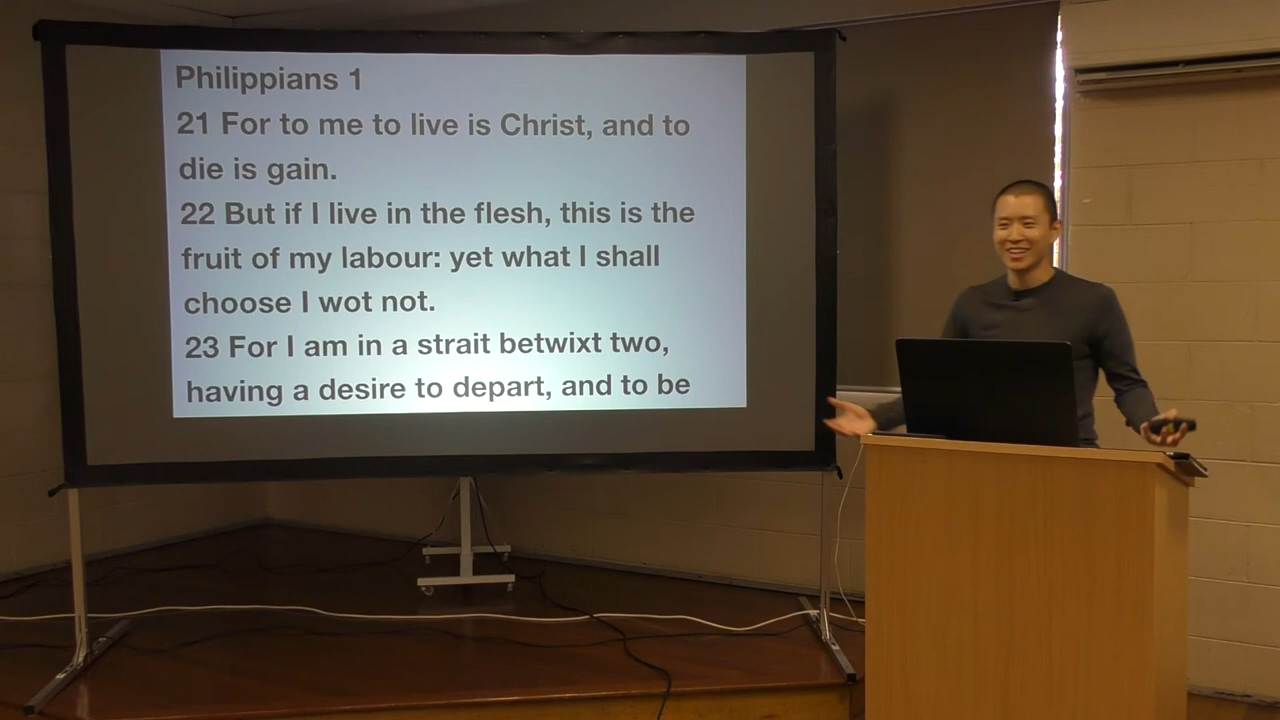 Philippians 1
21 For to me to live is Christ, and to
die is gain.
22 But if I live in the flesh, this is the
fruit of my labour: yet what I shall
choose I wot not.
23 For I am in a strait betwixt two,
having a desire to depart, and to be